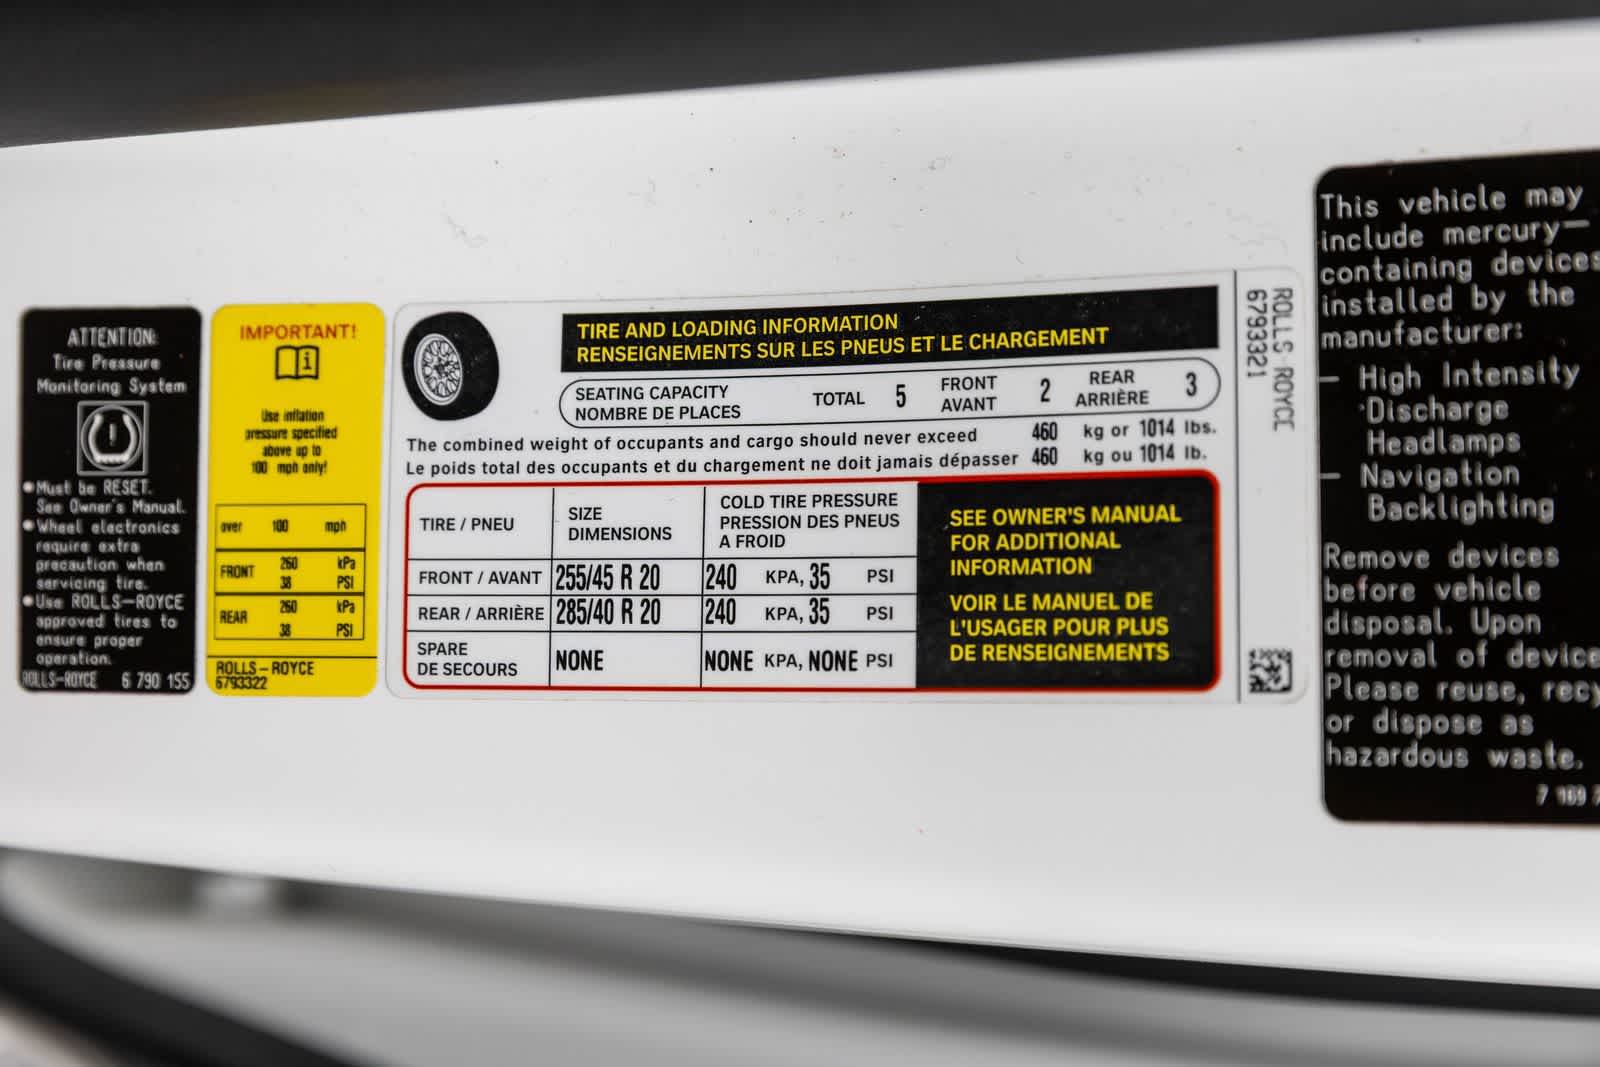 ATTENTION:
Tire Pressure
Monitoring System
Must be RESET.
See Owner's Manual.
Wheel electronics
require extra
precaution when
servicing tire.
Use ROLLS-ROYCE
approved tires to
ensure proper
operation.
ROLLS-ROYCE 6 790 155
IMPORTANT!
Use inflation
pressure specified
above up to
100 mph only!
over 100 mph
FRONT 260 kPa
38 PSI
REAR 260 kPa
38 PSI
ROLLS-ROYCE
6793322
TIRE AND LOADING INFORMATION
RENSEIGNEMENTS SUR LES PNEUS ET LE CHARGEMENT
SEATING CAPACITY
NOMBRE DE PLACES
TOTAL 5
FRONT
AVANT
2
REAR
ARRIÈRE
3
The combined weight of occupants and cargo should never exceed 460 kg or 1014 lbs.
Le poids total des occupants et du chargement ne doit jamais dépasser 460 kg ou 1014 lb.
TIRE / PNEU
SIZE
DIMENSIONS
COLD TIRE PRESSURE
PRESSION DES PNEUS
A FROID
FRONT / AVANT 255/45 R 20 240 KPA, 35 PSI
REAR / ARRIÈRE 285/40 R 20 240 KPA, 35 PSI
SPARE
DE SECOURS
NONE NONE KPA, NONE PSI
SEE OWNER'S MANUAL
FOR ADDITIONAL
INFORMATION
VOIR LE MANUEL DE
L'USAGER POUR PLUS
DE RENSEIGNEMENTS
ROLLS-ROYCE
6793321
This vehicle may
include mercury-
containing devices
installed by the
manufacturer:
- High Intensity
Discharge
Headlamps
- Navigation
Backlighting
Remove devices
before vehicle
disposal. Upon
removal of device
Please reuse, recy
or dispose as
hazardous waste.
7 169